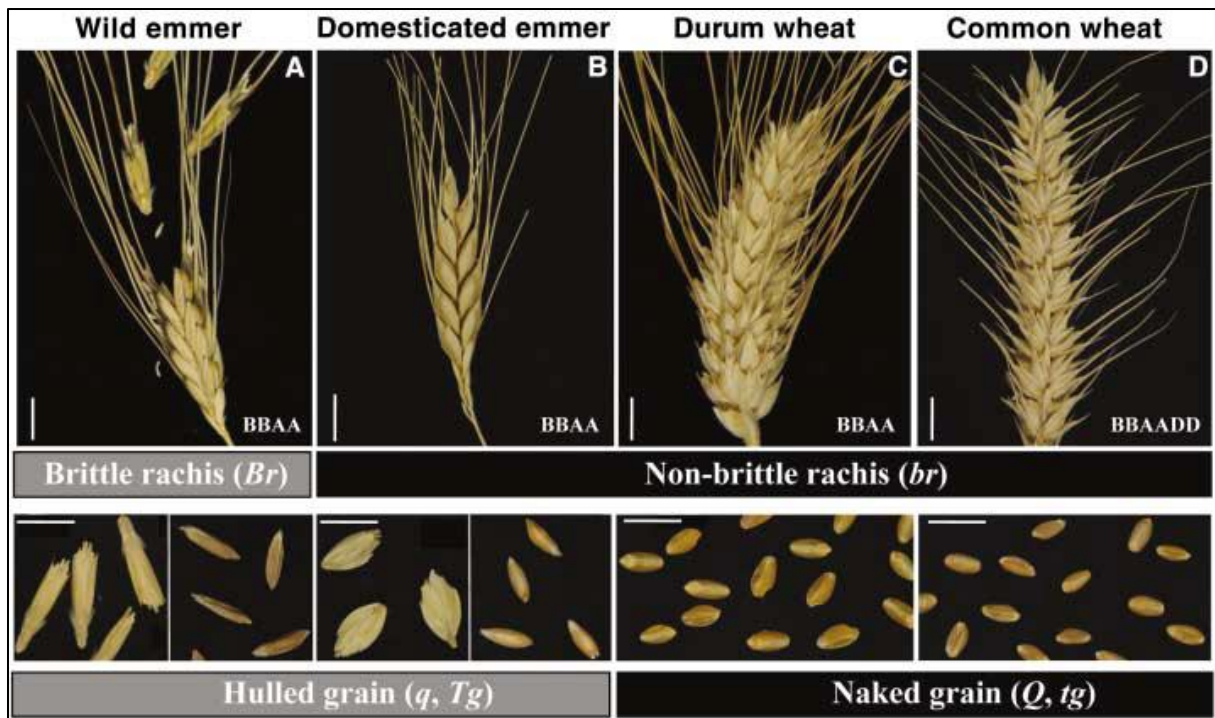 Wild emmer
Domesticated emmer
Durum wheat
Common wheat
A
B
C
D
BBAA
BBAA
BBAA
BBAADD
Brittle rachis (Br)
Non-brittle rachis (br)
Hulled grain (q, Tg)
Naked grain (Q, tg)